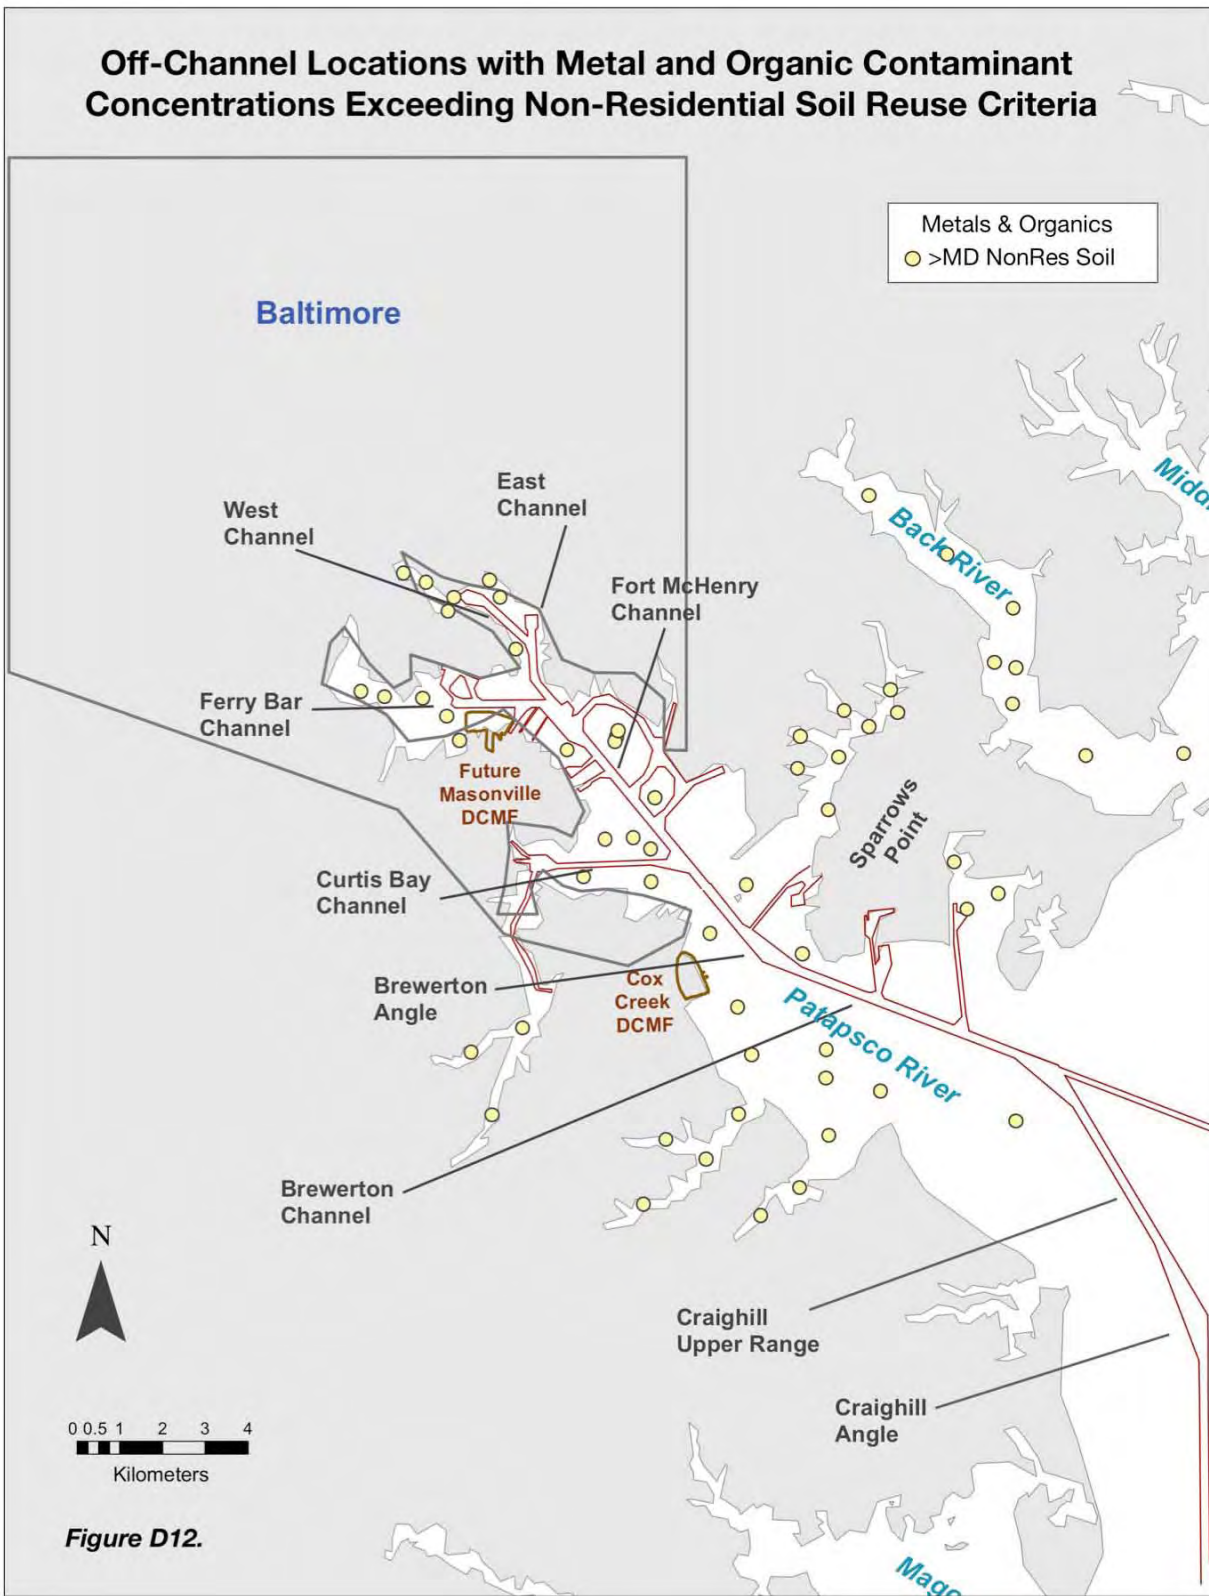 Off-Channel Locations with Metal and Organic Contaminant
Concentrations Exceeding Non-Residential Soil Reuse Criteria
Metals & Organics
>MD NonRes Soil
Baltimore
Middl
Back River
East
Channel
West
Channel
Fort McHenry
Channel
Ferry Bar
Channel
Future
Masonville
DCMF
Sparrows
Point
Curtis Bay
Channel
Brewerton
Angle
Cox
Creek
DCMF
Patapsco River
Brewerton
Channel
N
Craighill
Upper Range
Craighill
Angle
0 0.5 1 2 3 4
Kilometers
Figure D12.
Mago